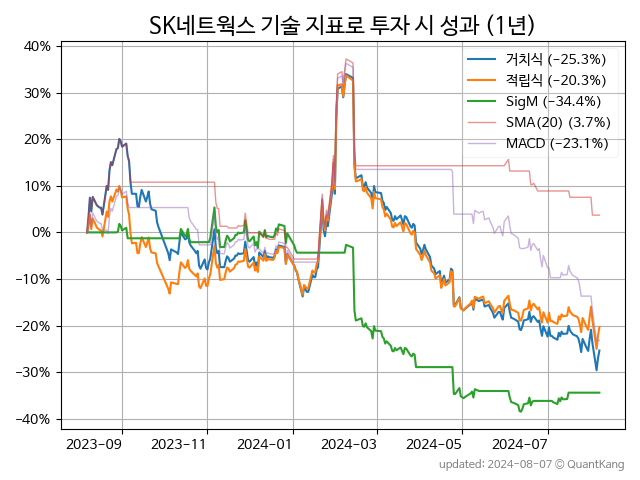 SK네트웍스 기술 지표로 투자 시 성과 (1년)
40%
30%
20%
10%
0%
−10%
−20%
−30%
−40%
거치식 (−25.3%)
적립식 (−20.3%)
SigM (−34.4%)
SMA(20) (3.7%)
MACD (−23.1%)
2023-09 2023-11 2024-01 2024-03 2024-05 2024-07
updated: 2024-08-07 © QuantKang